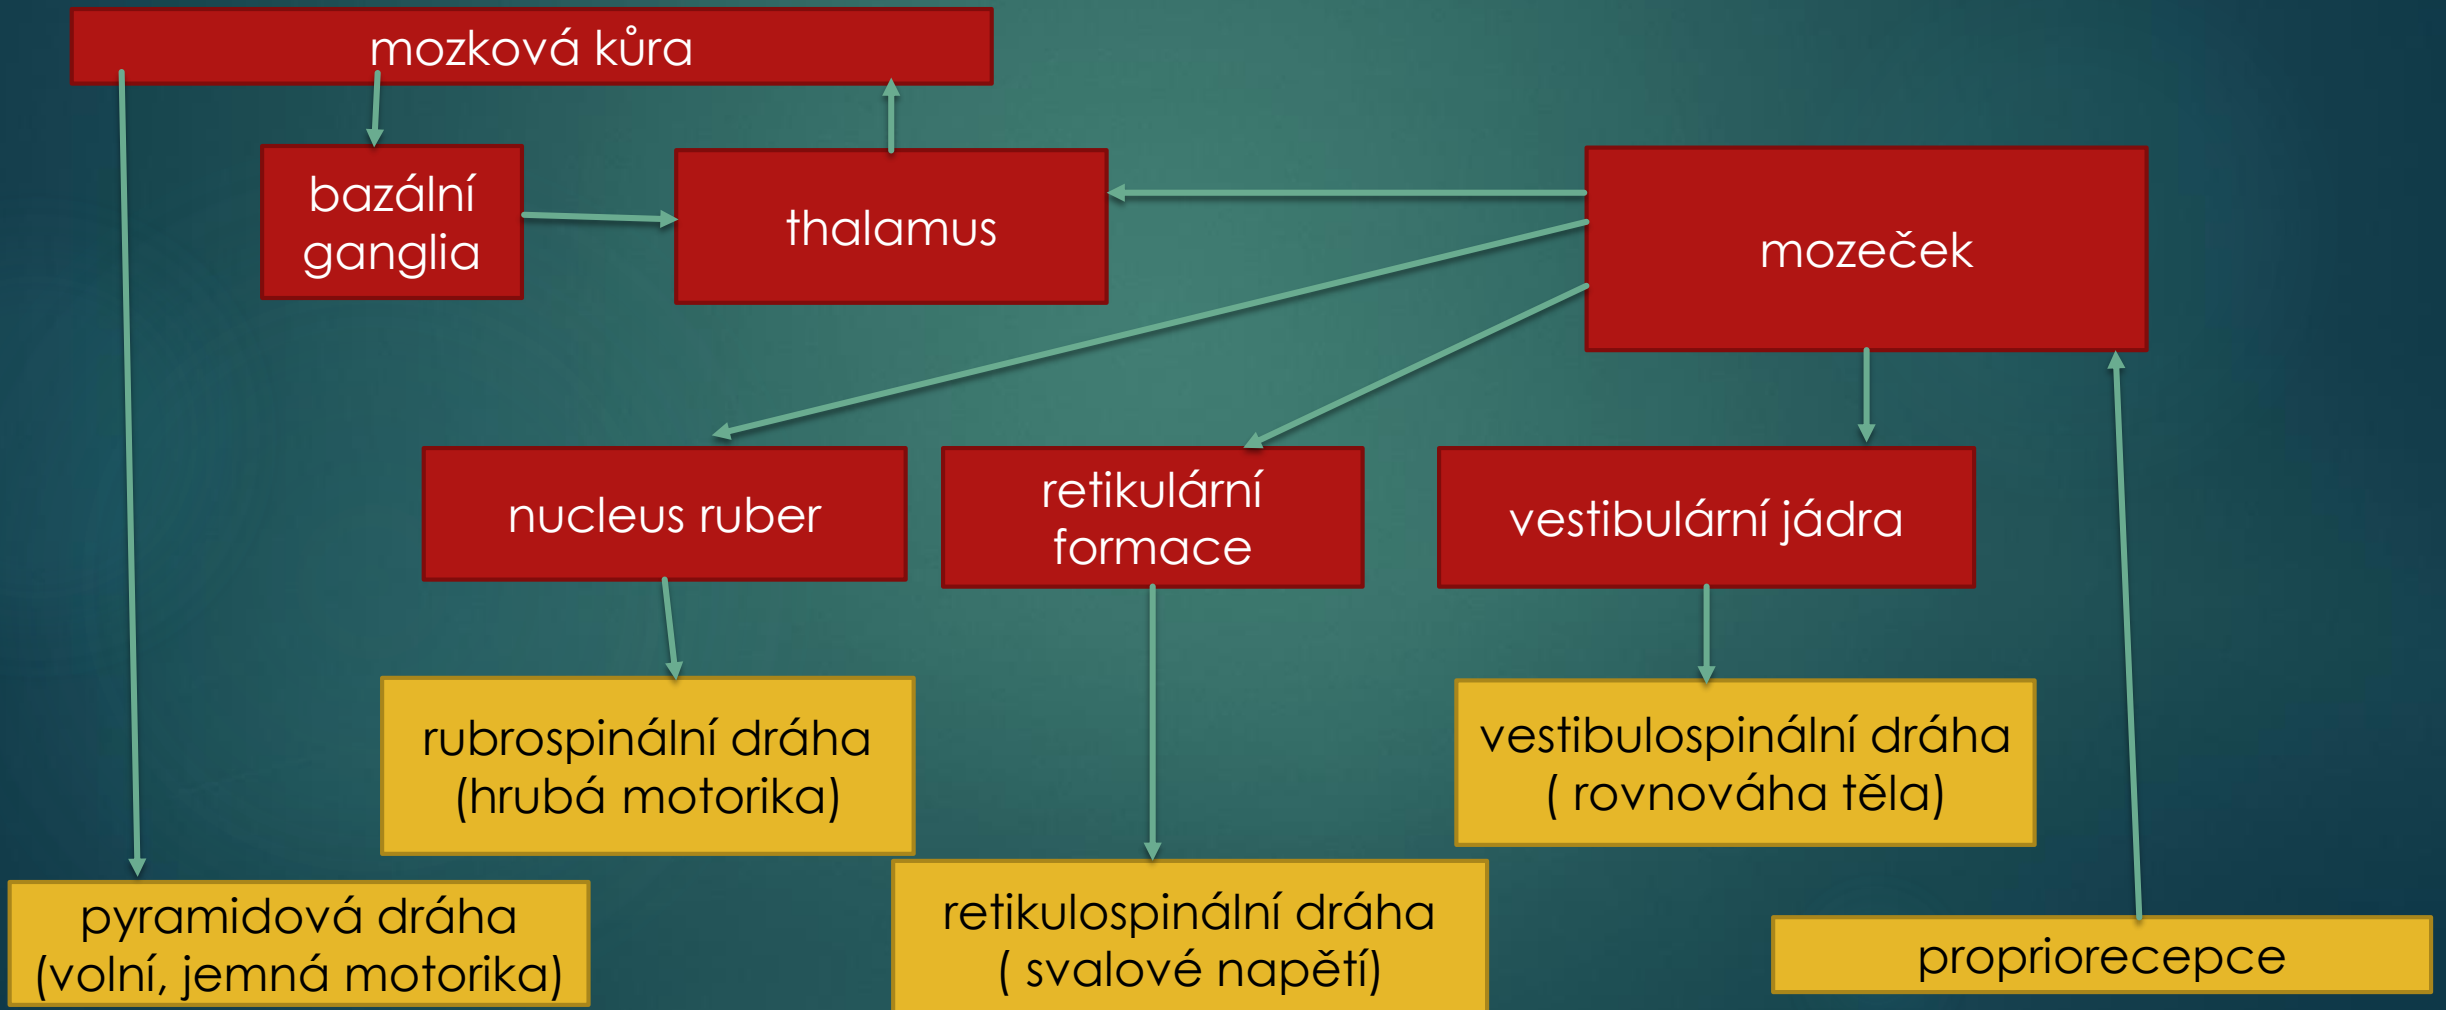 mozková kůra
bazální
ganglia
thalamus
mozeček
nucleus ruber
retikulární
formace
vestibulární jádra
rubrospinální dráha
(hrubá motorika)
vestibulospinální dráha
( rovnováha těla)
pyramidová dráha
(volní, jemná motorika)
retikulospinální dráha
( svalové napětí)
propriorecepce